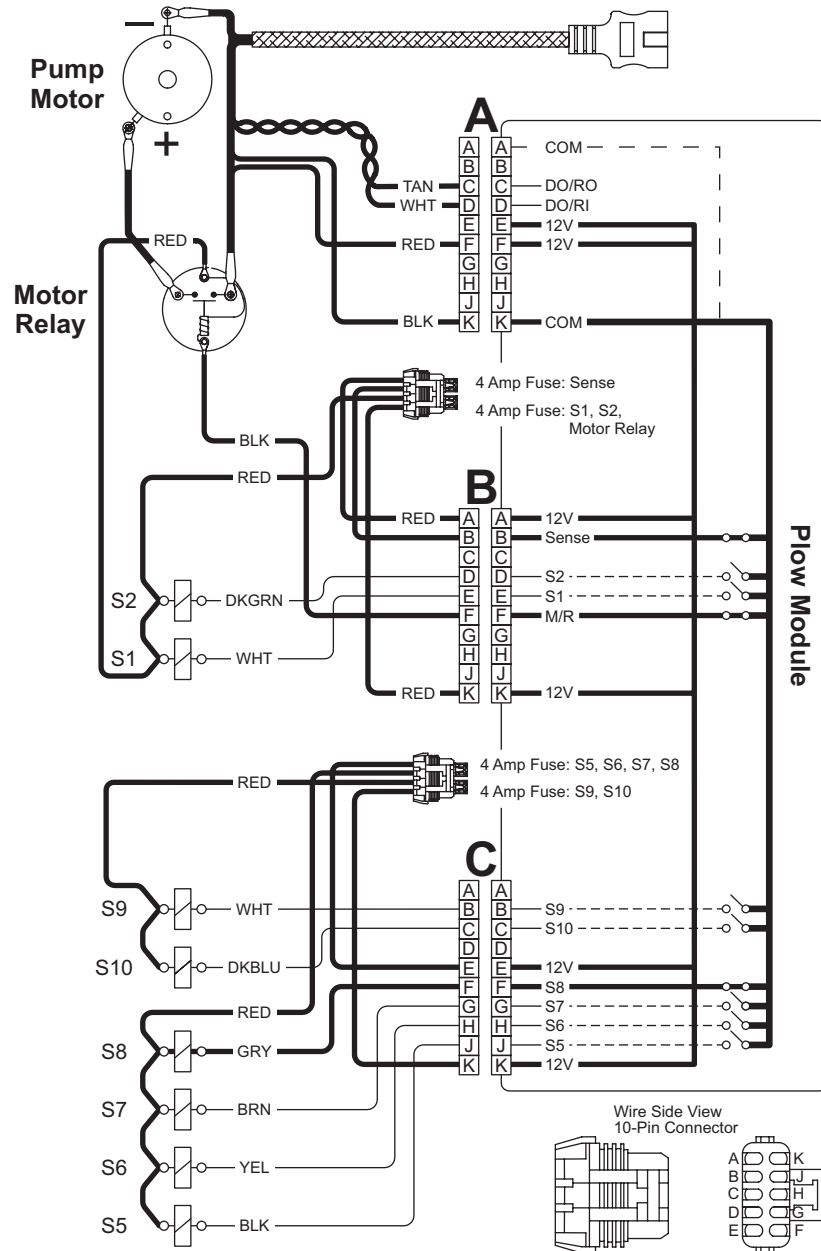 Pump
Motor
−
+
Motor
Relay
RED
TAN
WHT
RED
BLK
A
A
B
C
D
E
F
G
H
J
K
A
B
C
D
E
F
G
H
J
K
COM
DO/RO
DO/RI
12V
12V
COM
4 Amp Fuse: Sense
4 Amp Fuse: S1, S2,
Motor Relay
BLK
RED
RED
S2
DKGRN
S1
WHT
RED
B
A
B
C
D
E
F
G
H
J
K
A
B
C
D
E
F
G
H
J
K
12V
Sense
S2
S1
M/R
12V
Plow Module
4 Amp Fuse: S5, S6, S7, S8
4 Amp Fuse: S9, S10
RED
S9
WHT
S10
DKBLU
RED
S8
GRY
S7
BRN
S6
YEL
S5
BLK
C
A
B
C
D
E
F
G
H
J
K
A
B
C
D
E
F
G
H
J
K
S9
S10
12V
S8
S7
S6
S5
12V
Wire Side View
10-Pin Connector
A K
B J
C H
D G
E F